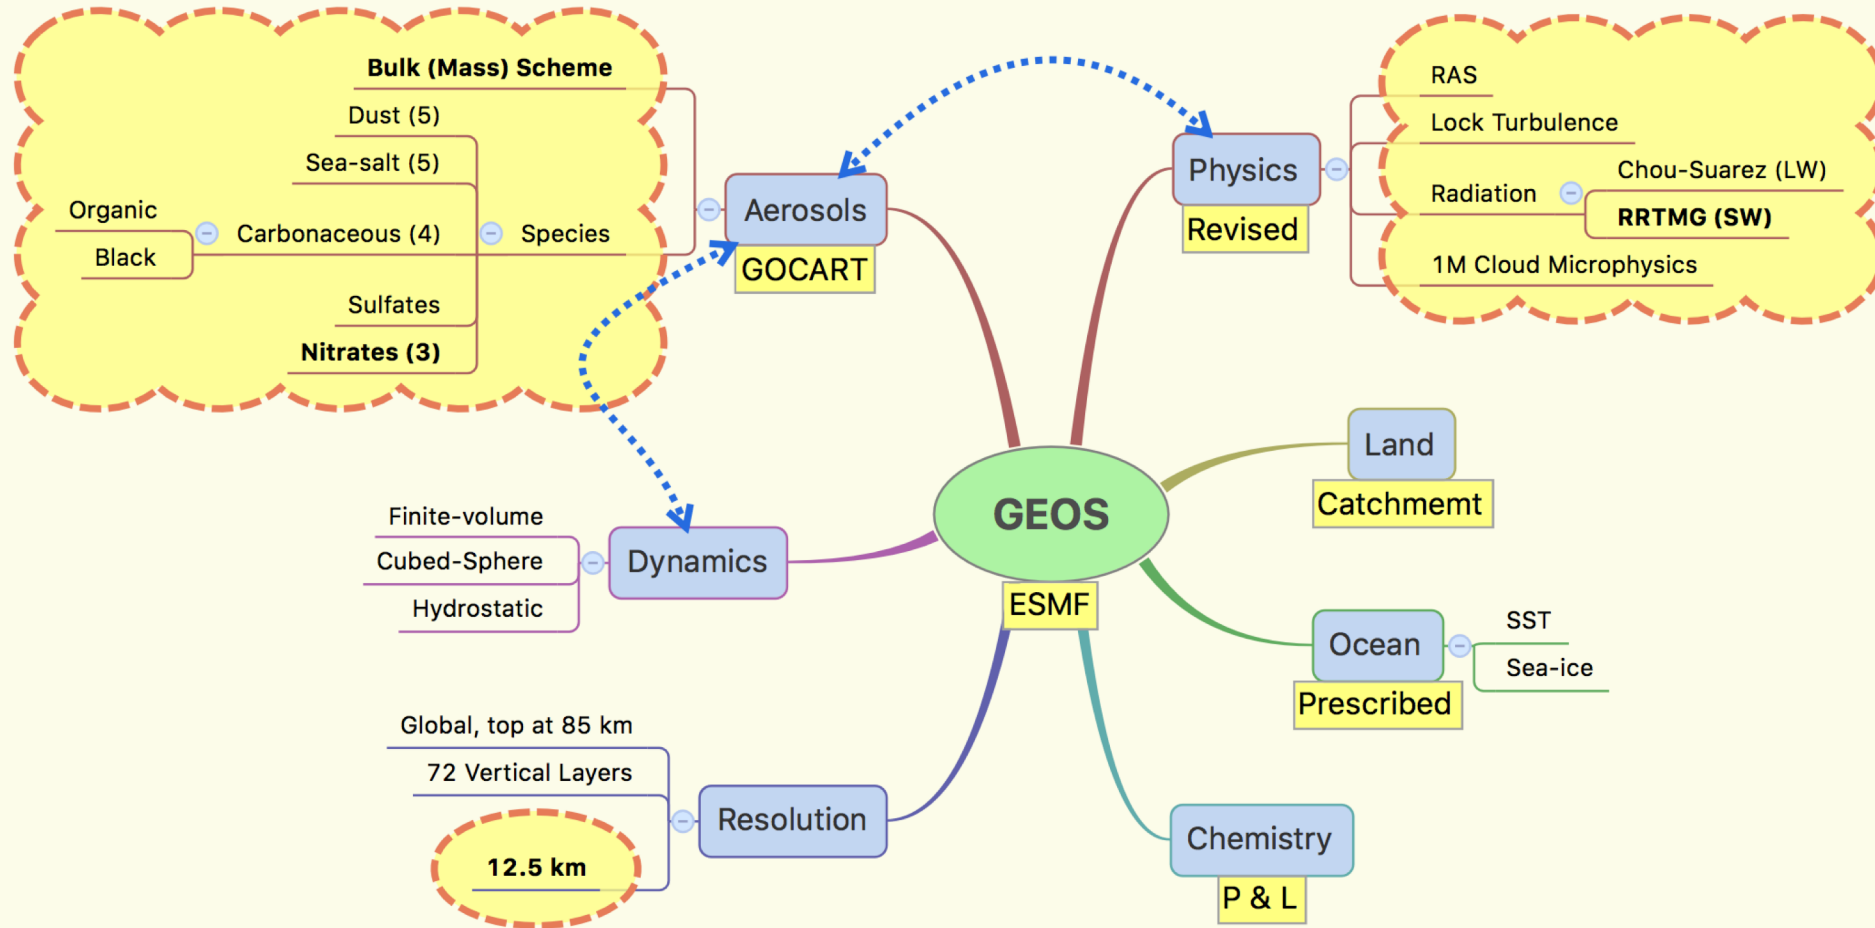 Bulk (Mass) Scheme
Dust (5)
Sea-salt (5)
Organic
Carbonaceous (4)
Species
Black
Sulfates
Nitrates (3)
Aerosols
GOCART
Physics
Revised
RAS
Lock Turbulence
Radiation
Chou-Suarez (LW)
RRTMG (SW)
1M Cloud Microphysics
GEOS
ESMF
Land
Catchmemt
Finite-volume
Cubed-Sphere
Hydrostatic
Dynamics
Ocean
Prescribed
SST
Sea-ice
Global, top at 85 km
72 Vertical Layers
12.5 km
Resolution
Chemistry
P & L